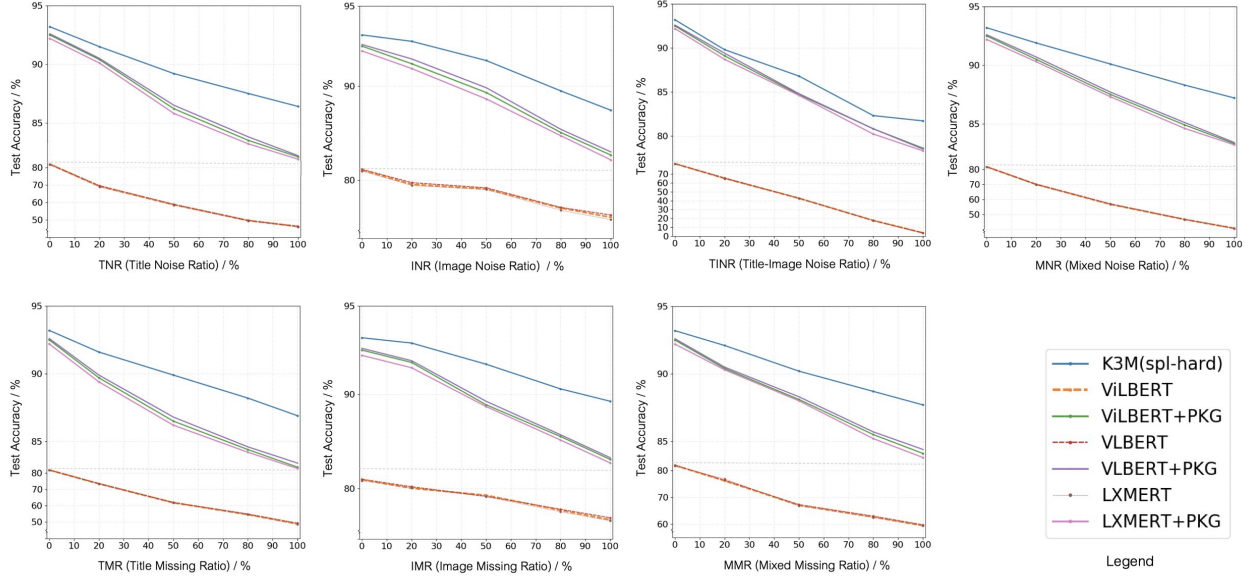 Test Accuracy / %
95
90
85
80
70
60
50
0 10 20 30 40 50 60 70 80 90 100
TNR (Title Noise Ratio) / %
Test Accuracy / %
95
90
80
0 10 20 30 40 50 60 70 80 90 100
INR (Image Noise Ratio) / %
Test Accuracy / %
95
90
85
80
70
60
50
40
30
20
10
0
0 10 20 30 40 50 60 70 80 90 100
TINR (Title-Image Noise Ratio) / %
Test Accuracy / %
95
90
85
80
70
60
50
0 10 20 30 40 50 60 70 80 90 100
MNR (Mixed Noise Ratio) / %
Test Accuracy / %
95
90
85
80
70
60
50
0 10 20 30 40 50 60 70 80 90 100
TMR (Title Missing Ratio) / %
Test Accuracy / %
95
90
80
0 10 20 30 40 50 60 70 80 90 100
IMR (Image Missing Ratio) / %
Test Accuracy / %
95
90
85
80
70
60
0 10 20 30 40 50 60 70 80 90 100
MMR (Mixed Missing Ratio) / %
K3M(spl-hard)
ViLBERT
ViLBERT+PKG
VLBERT
VLBERT+PKG
LXMERT
LXMERT+PKG
Legend